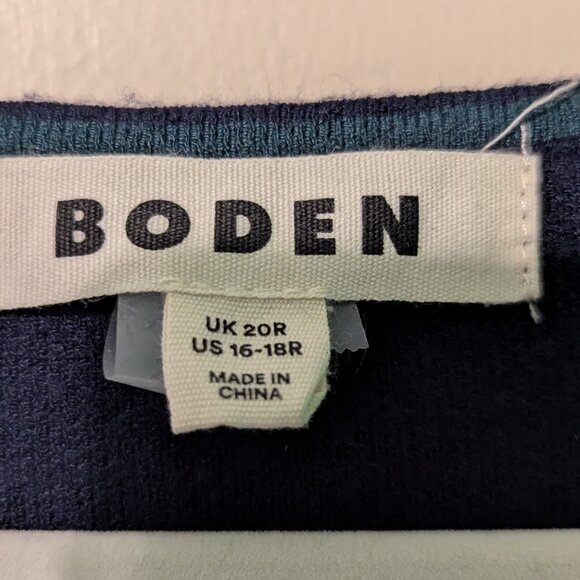 BODEN
UK 20R
US 16-18R
MADE IN
CHINA